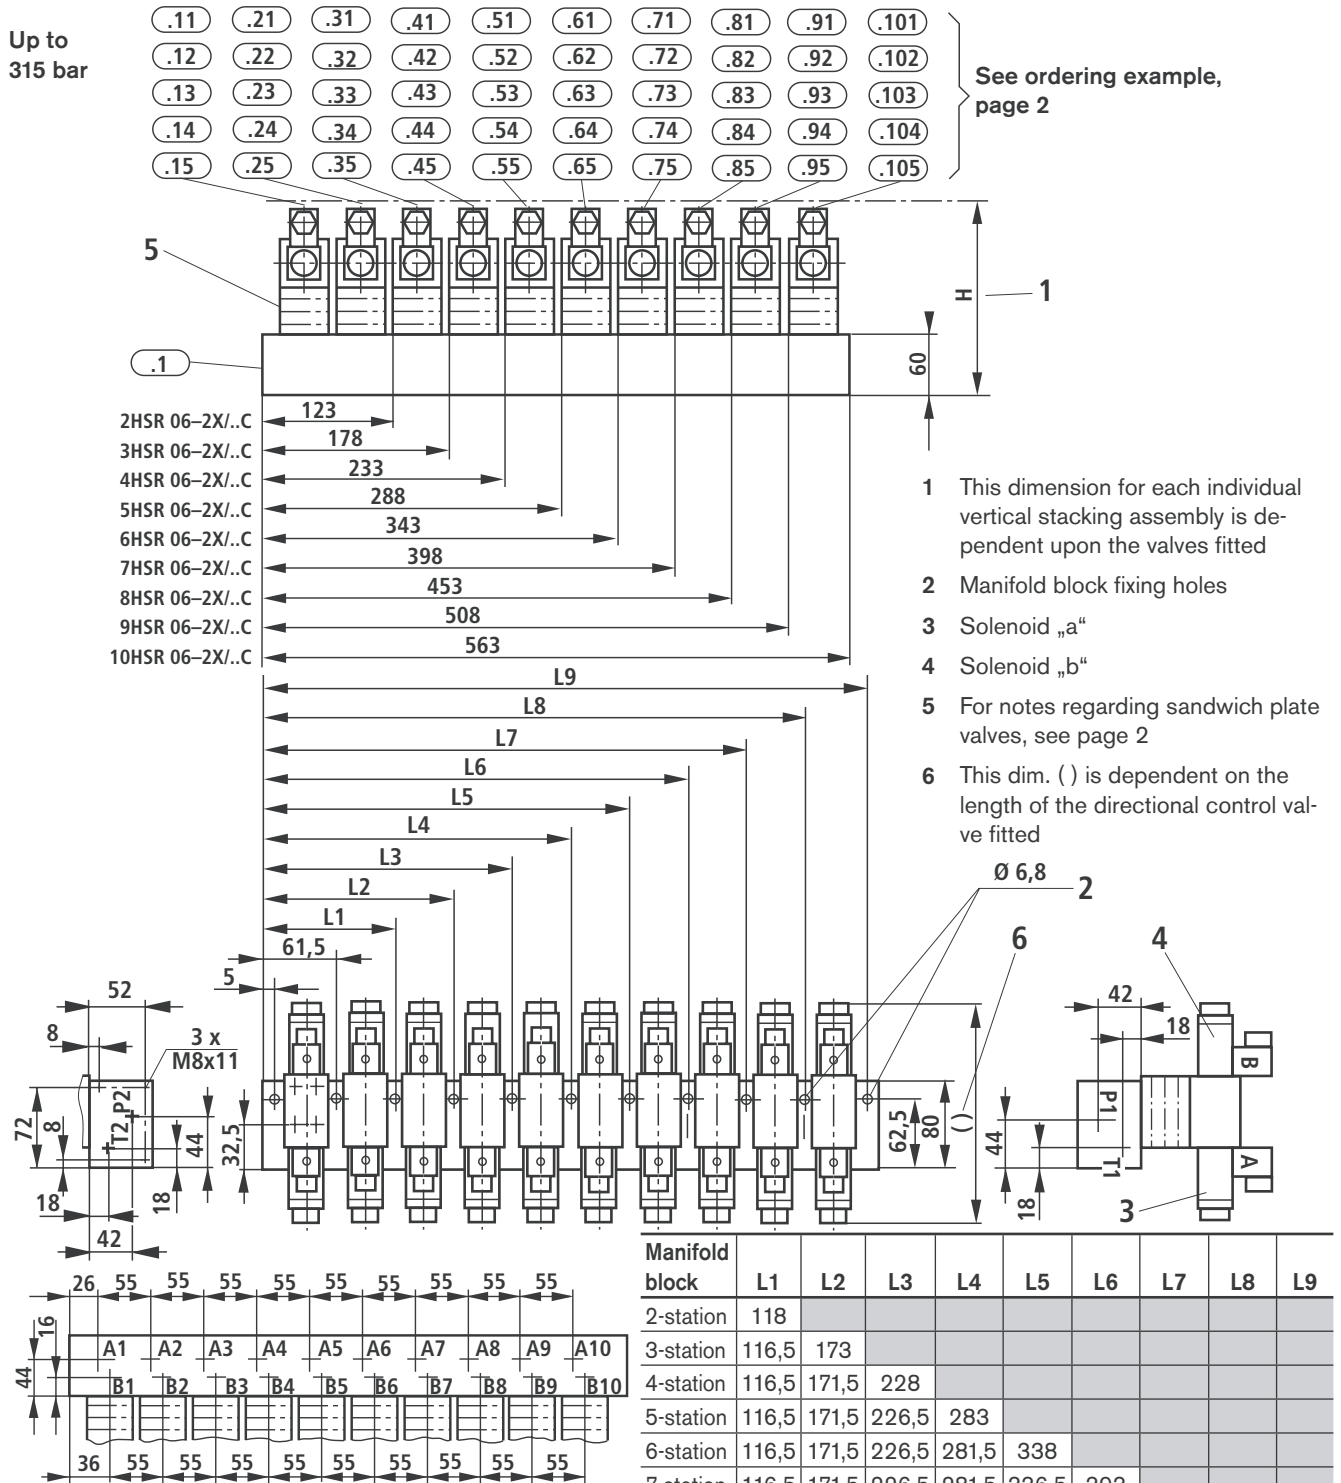 Up to
315 bar
.11 .21 .31 .41 .51 .61 .71 .81 .91 .101
.12 .22 .32 .42 .52 .62 .72 .82 .92 .102
.13 .23 .33 .43 .53 .63 .73 .83 .93 .103
.14 .24 .34 .44 .54 .64 .74 .84 .94 .104
.15 .25 .35 .45 .55 .65 .75 .85 .95 .105
See ordering example,
page 2
5
H
1
60
.1
2HSR 06–2X/..C 123
3HSR 06–2X/..C 178
4HSR 06–2X/..C 233
5HSR 06–2X/..C 288
6HSR 06–2X/..C 343
7HSR 06–2X/..C 398
8HSR 06–2X/..C 453
9HSR 06–2X/..C 508
10HSR 06–2X/..C 563
1 This dimension for each individual
vertical stacking assembly is de-
pendent upon the valves fitted
2 Manifold block fixing holes
3 Solenoid „a“
4 Solenoid „b“
5 For notes regarding sandwich plate
valves, see page 2
6 This dim. ( ) is dependent on the
length of the directional control val-
ve fitted
L9
L8
L7
L6
L5
L4
L3
L2
L1
61,5
5
Ø 6,8
2
6
4
52
8
3 x
M8x11
72
8
T2
P2
44
18
18
42
32,5
62,5
80
( )
42
18
B
P1
44
T1
A
18
3
26 55 55 55 55 55 55 55 55 55
16
44
A1 A2 A3 A4 A5 A6 A7 A8 A9 A10
B1 B2 B3 B4 B5 B6 B7 B8 B9 B10
36 55 55 55 55 55 55 55 55 55
Manifold
block L1 L2 L3 L4 L5 L6 L7 L8 L9
2-station 118
3-station 116,5 173
4-station 116,5 171,5 228
5-station 116,5 171,5 226,5 283
6-station 116,5 171,5 226,5 281,5 338